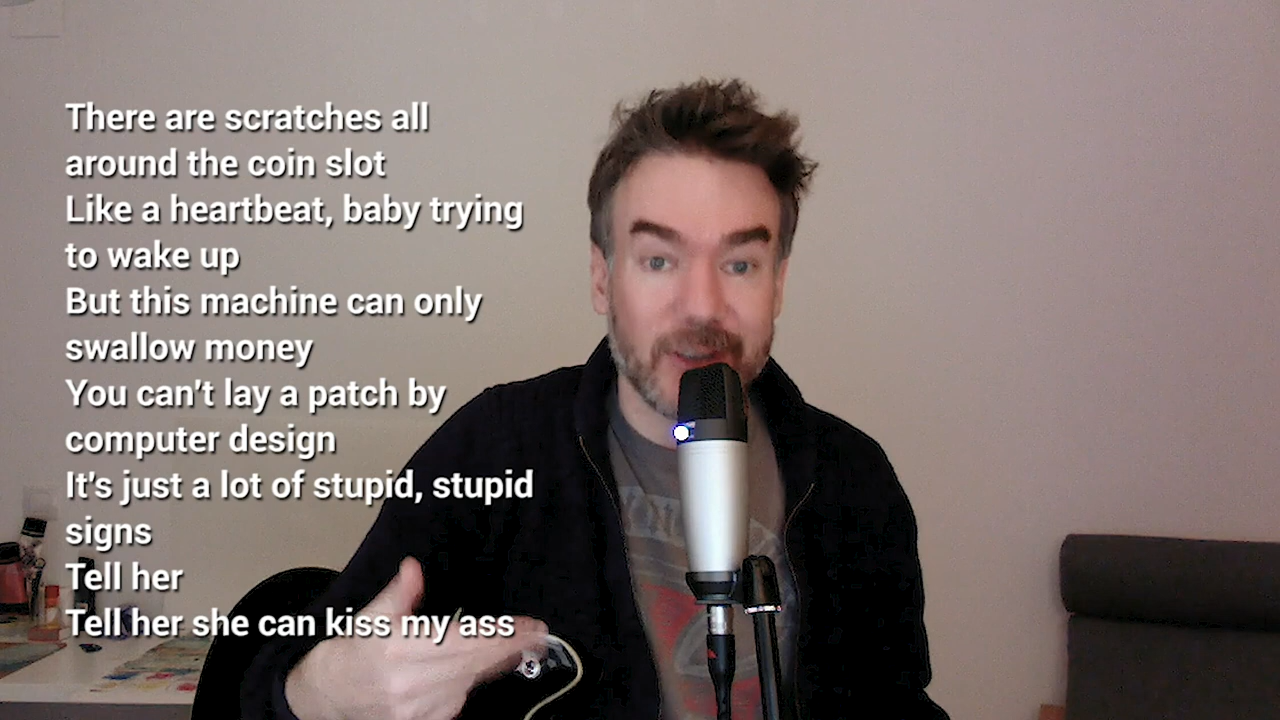 There are scratches all
around the coin slot
Like a heartbeat, baby trying
to wake up
But this machine can only
swallow money
You can't lay a patch by
computer design
It's just a lot of stupid, stupid
signs
Tell her
Tell her she can kiss my ass